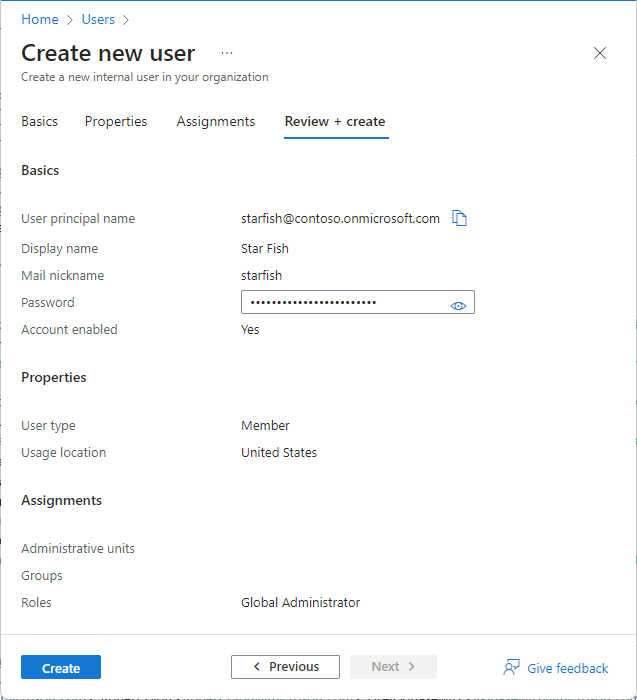 Home > Users >
Create new user ...
Create a new internal user in your organization
Basics Properties Assignments Review + create
Basics
User principal name starfish@contoso.onmicrosoft.com
Display name Star Fish
Mail nickname starfish
Password ••••••••••••••••••••••••
Account enabled Yes
Properties
User type Member
Usage location United States
Assignments
Administrative units
Groups
Roles Global Administrator
Create < Previous Next > Give feedback